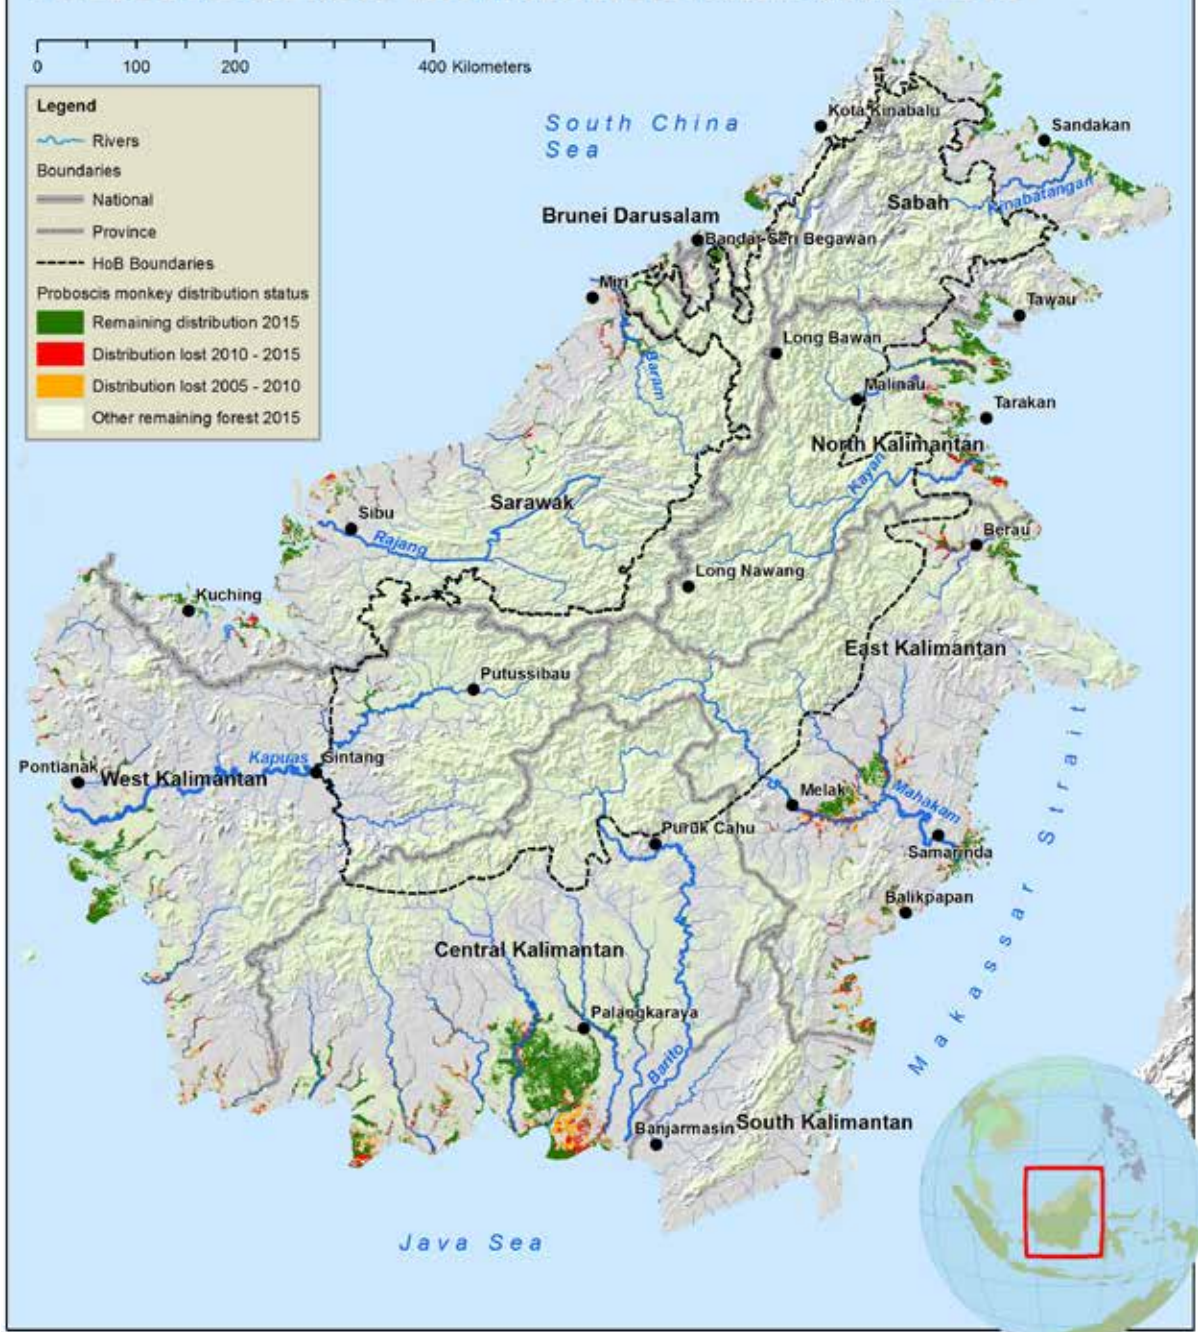 0 100 200 400 Kilometers
Legend
Rivers
Boundaries
National
Province
HoB Boundaries
Proboscis monkey distribution status
Remaining distribution 2015
Distribution lost 2010 - 2015
Distribution lost 2005 - 2010
Other remaining forest 2015
South China
Sea
Kota Kinabalu
Sandakan
Kinabatangan
Sabah
Brunei Darusalam
Bandar Seri Begawan
Miri
Tawau
Long Bawan
Baram
Malinau
Tarakan
North Kalimantan
Kayan
Sarawak
Sibu
Rajang
Berau
Long Nawang
Kuching
East Kalimantan
Putussibau
Kapuas
Sintang
Pontianak
West Kalimantan
Melak
Mahakam
Makassar Strait
Puruk Cahu
Samarinda
Balikpapan
Central Kalimantan
Palangkaraya
Barito
Banjarmasin
South Kalimantan
Java Sea